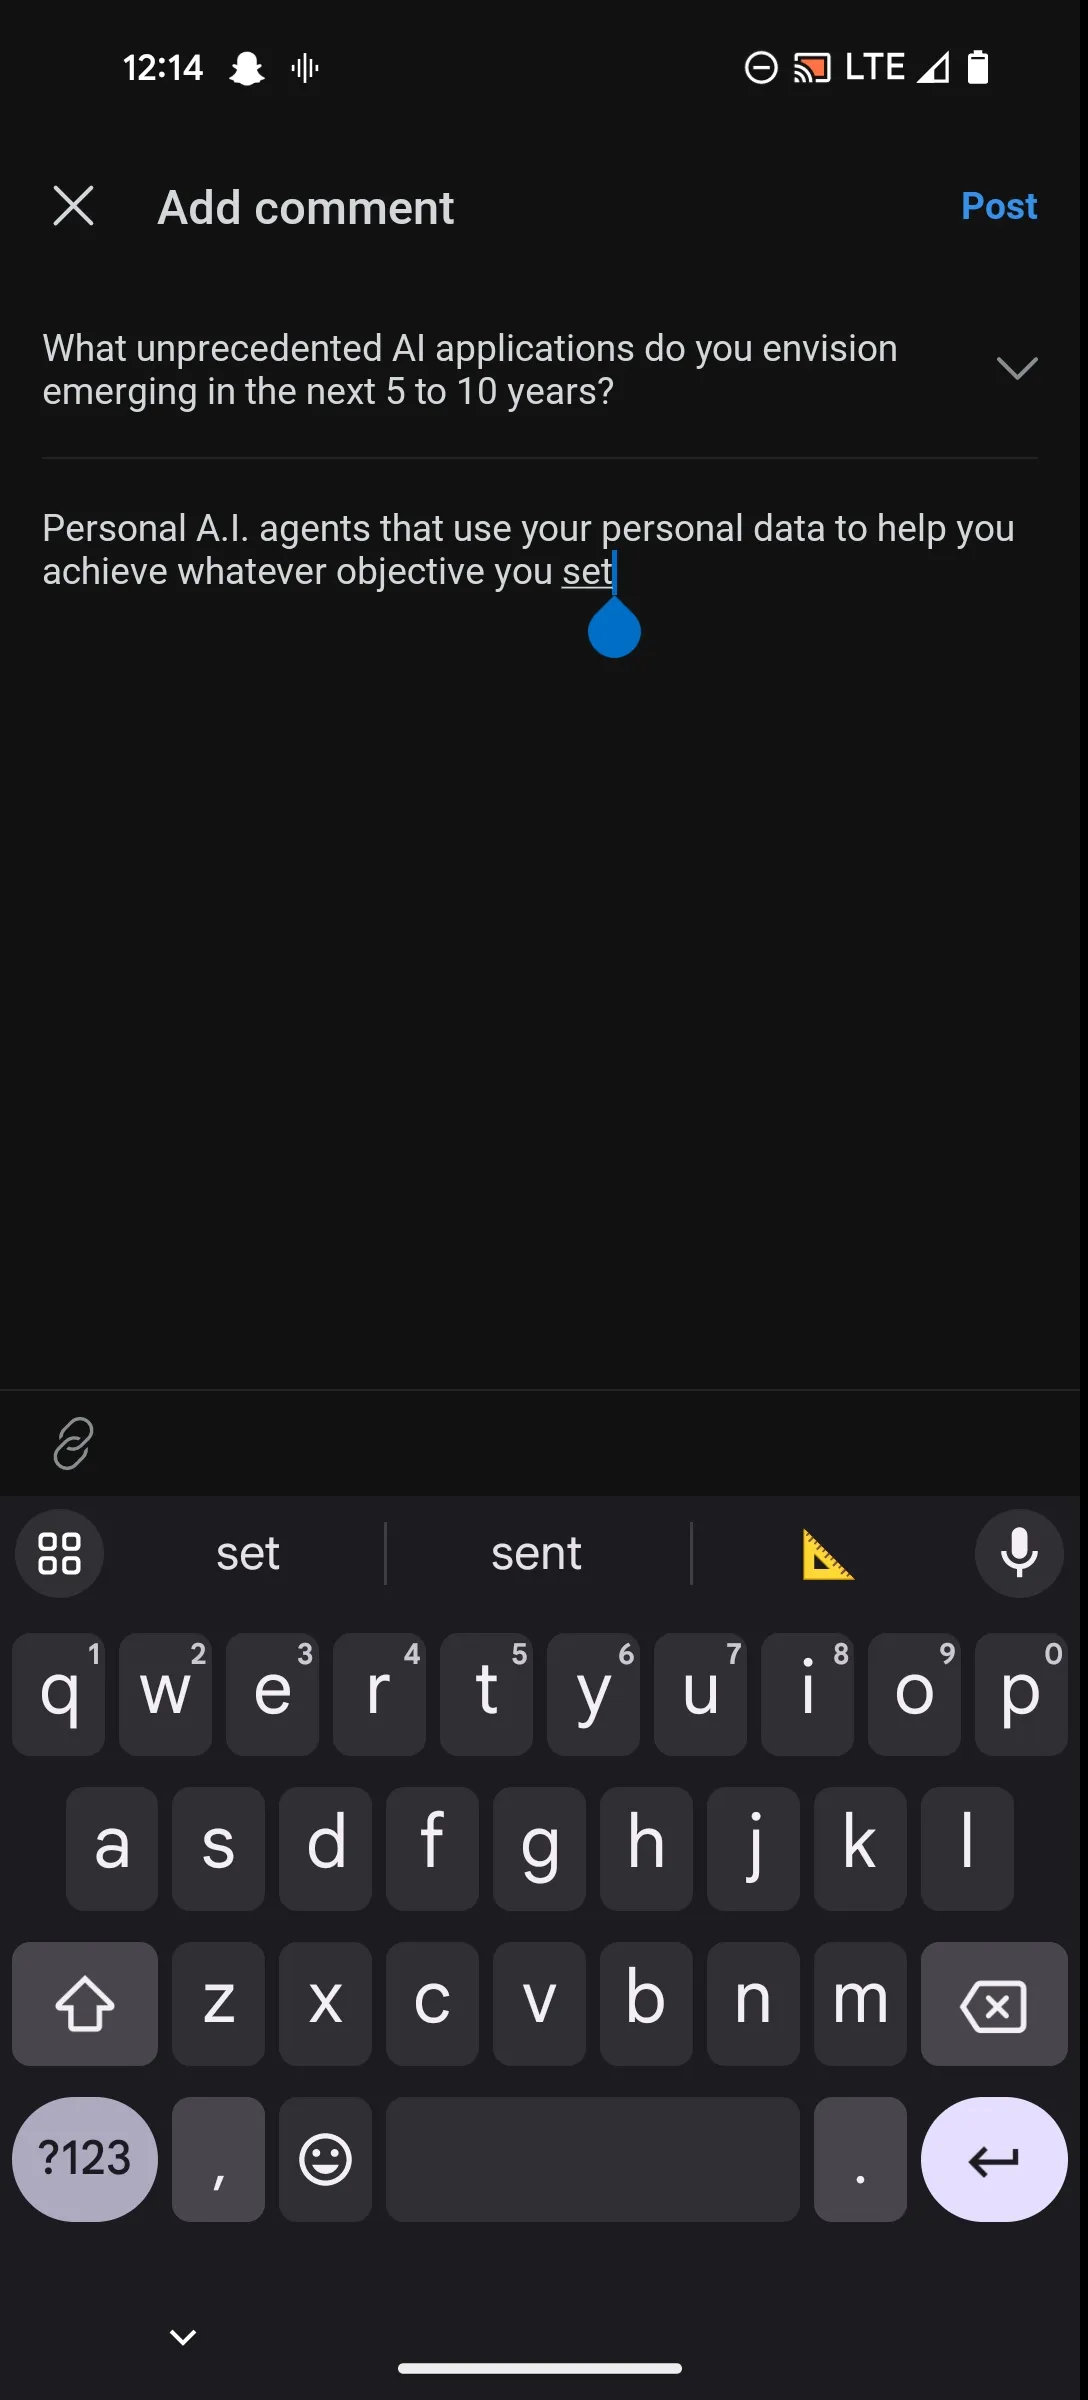 12:14 LTE
Add comment Post
What unprecedented AI applications do you envision
emerging in the next 5 to 10 years?
Personal A.I. agents that use your personal data to help you
achieve whatever objective you set
set sent
1 2 3 4 5 6 7 8 9 0
q w e r t y u i o p
a s d f g h j k l
z x c v b n m
?123 , .